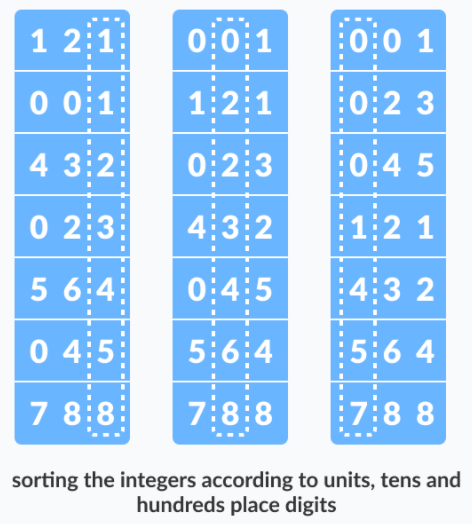 1 2 1 0 0 1 0 0 1
0 0 1 1 2 1 0 2 3
4 3 2 0 2 3 0 4 5
0 2 3 4 3 2 1 2 1
5 6 4 0 4 5 4 3 2
0 4 5 5 6 4 5 6 4
7 8 8 7 8 8 7 8 8
sorting the integers according to units, tens and
hundreds place digits